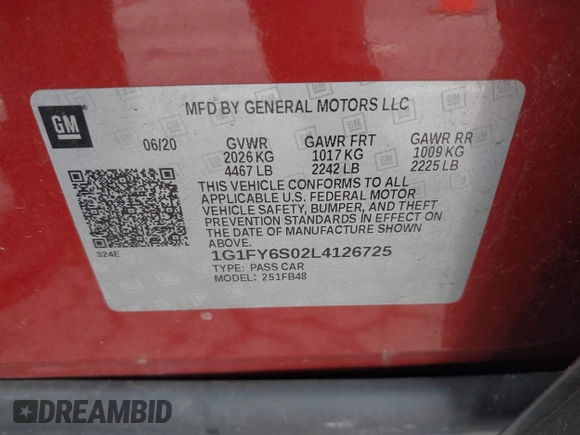 MFD BY GENERAL MOTORS LLC
GM
06/20 GVWR GAWR FRT GAWR RR
2026 KG 1017 KG 1009 KG
4467 LB 2242 LB 2225 LB
THIS VEHICLE CONFORMS TO ALL
APPLICABLE U.S. FEDERAL MOTOR
VEHICLE SAFETY, BUMPER, AND THEFT
PREVENTION STANDARDS IN EFFECT ON
THE DATE OF MANUFACTURE SHOWN
ABOVE.
324E
1G1FY6S02L4126725
TYPE: PASS CAR
MODEL: 251FB48
DREAMBID